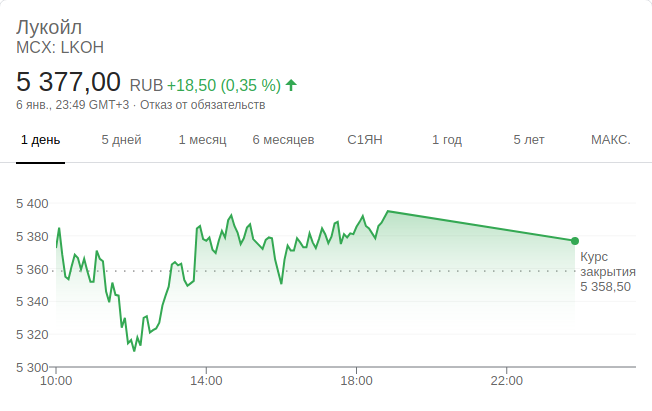 Лукойл
MCX: LKOH
5 377,00 RUB +18,50 (0,35 %)
6 янв., 23:49 GMT+3 · Отказ от обязательств
1 день 5 дней 1 месяц 6 месяцев С1ЯН 1 год 5 лет МАКС.
5 400
5 380
5 360
5 340
5 320
5 300
Курс
закрытия
5 358,50
10:00 14:00 18:00 22:00